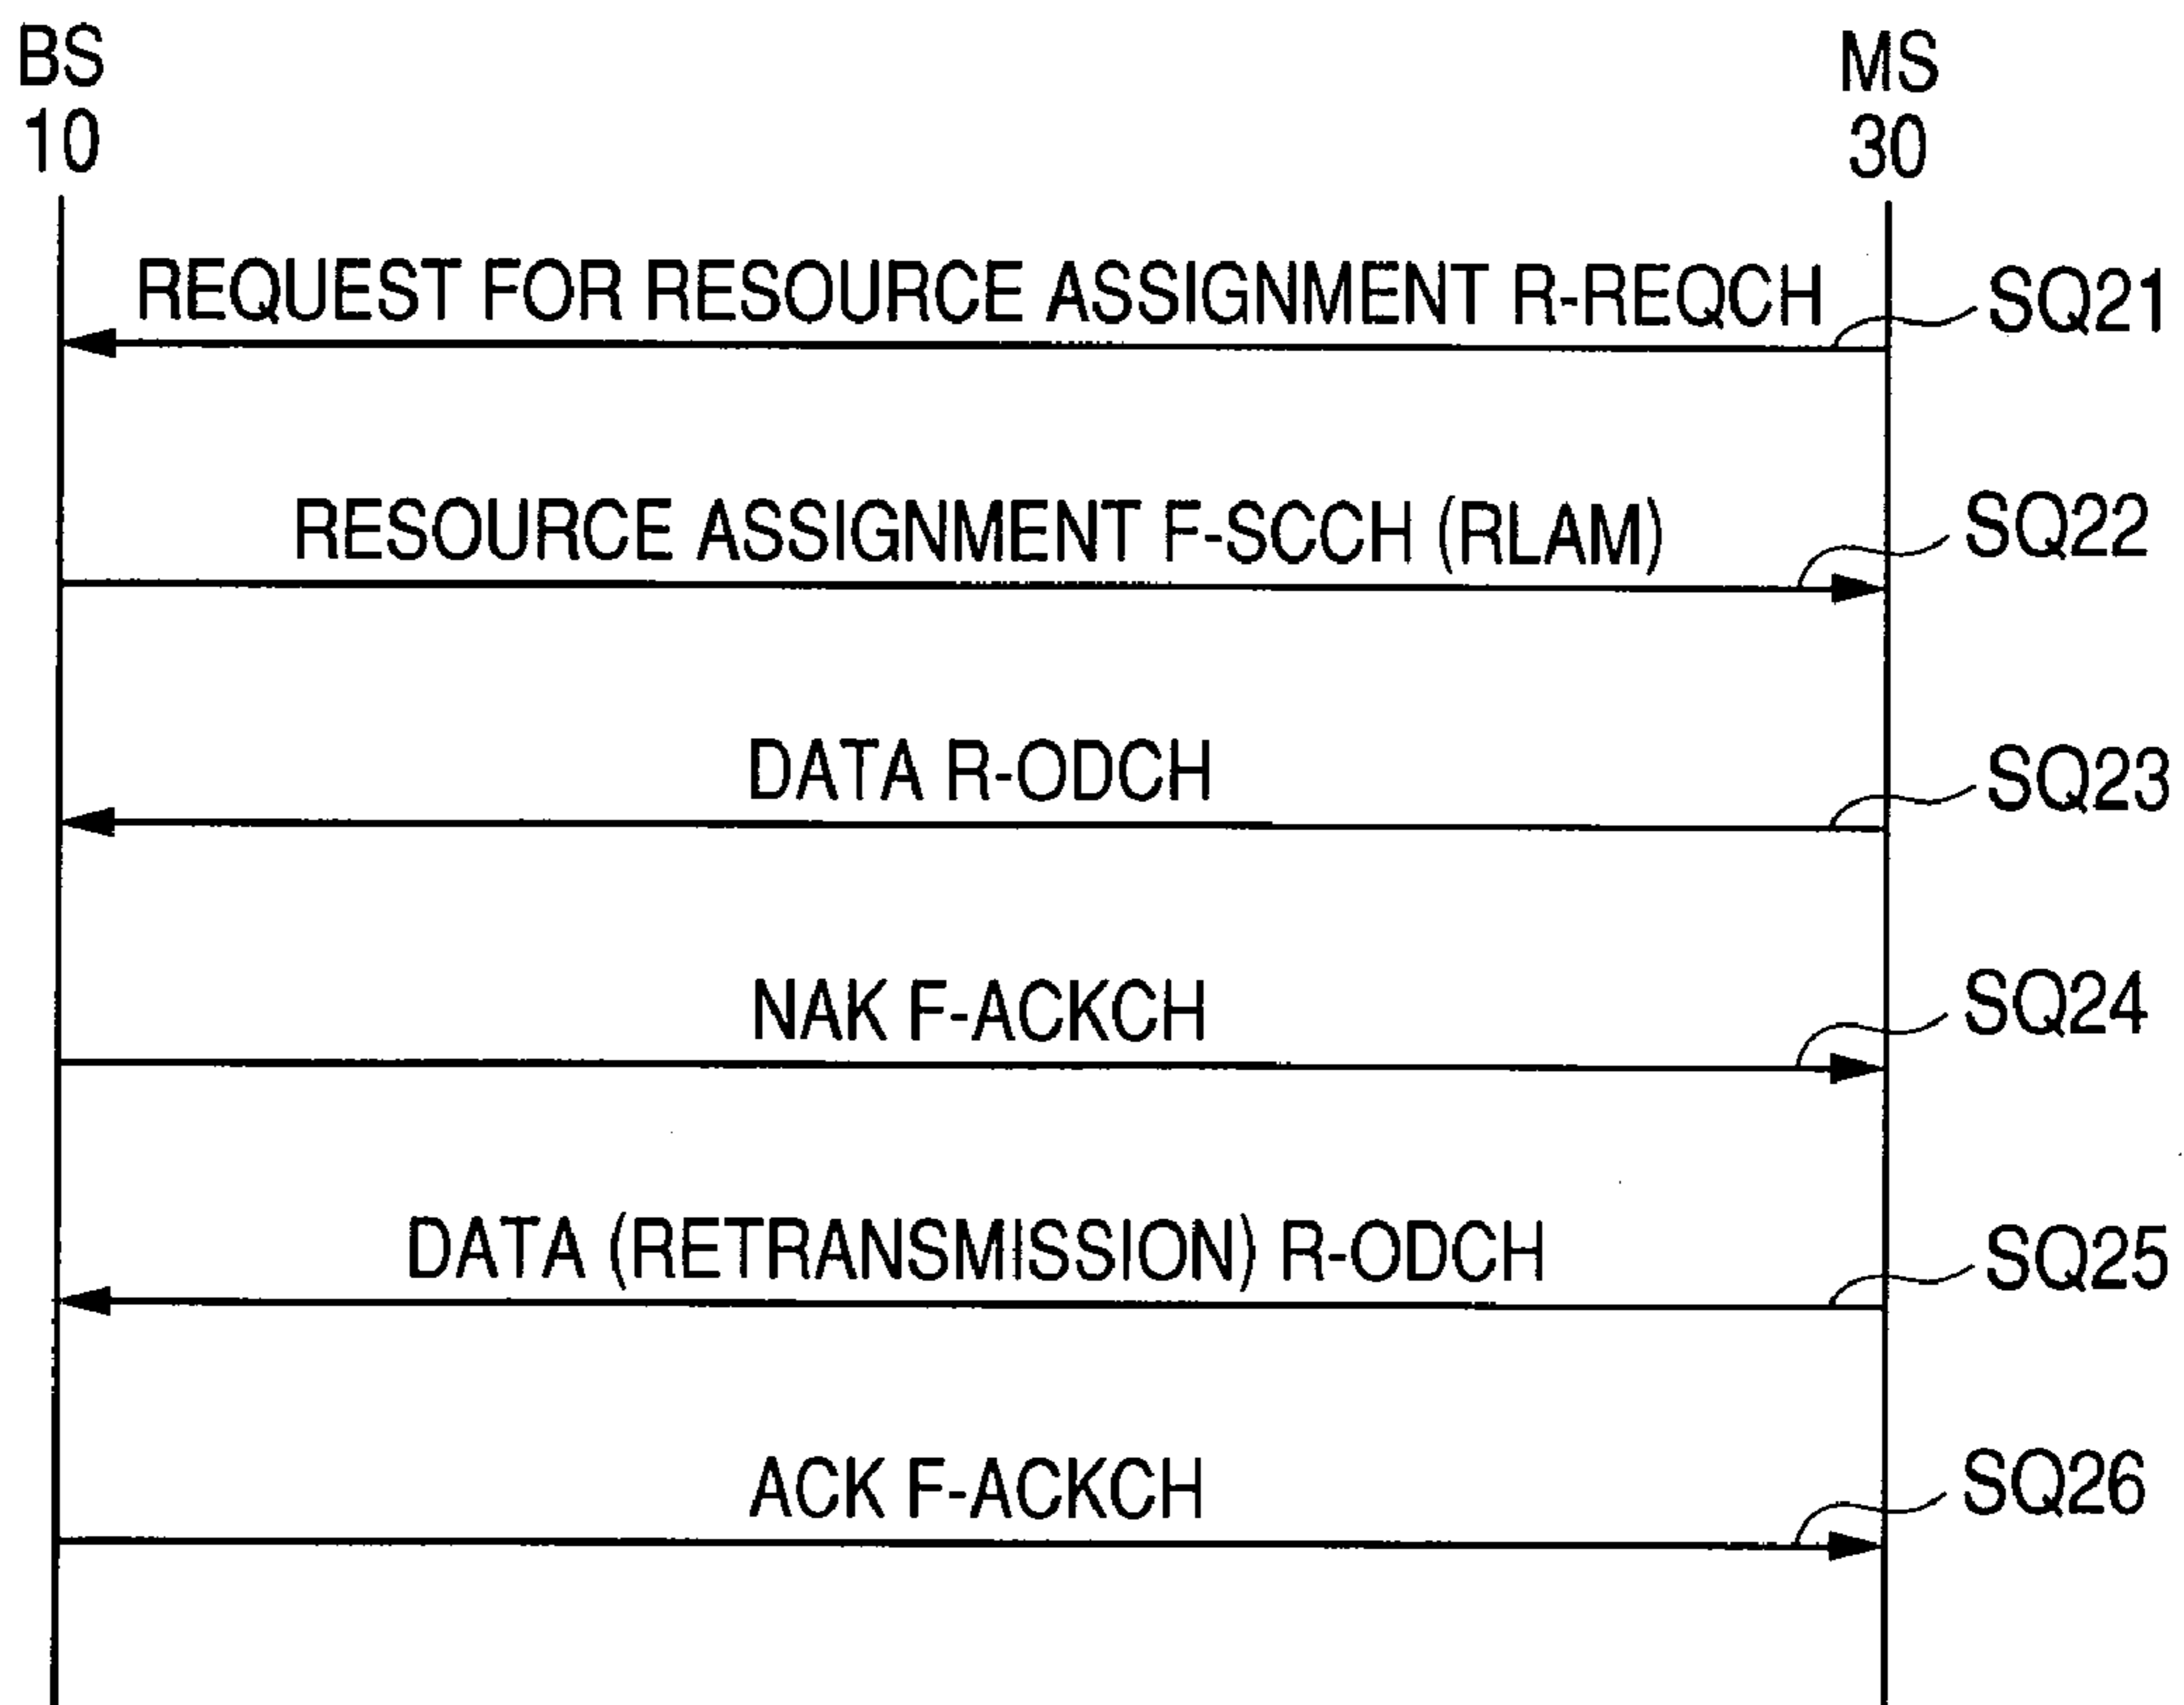 BS
10
MS
30
REQUEST FOR RESOURCE ASSIGNMENT R-REQCH
SQ21
RESOURCE ASSIGNMENT F-SCCH (RLAM)
SQ22
DATA R-ODCH
SQ23
NAK F-ACKCH
SQ24
DATA (RETRANSMISSION) R-ODCH
SQ25
ACK F-ACKCH
SQ26